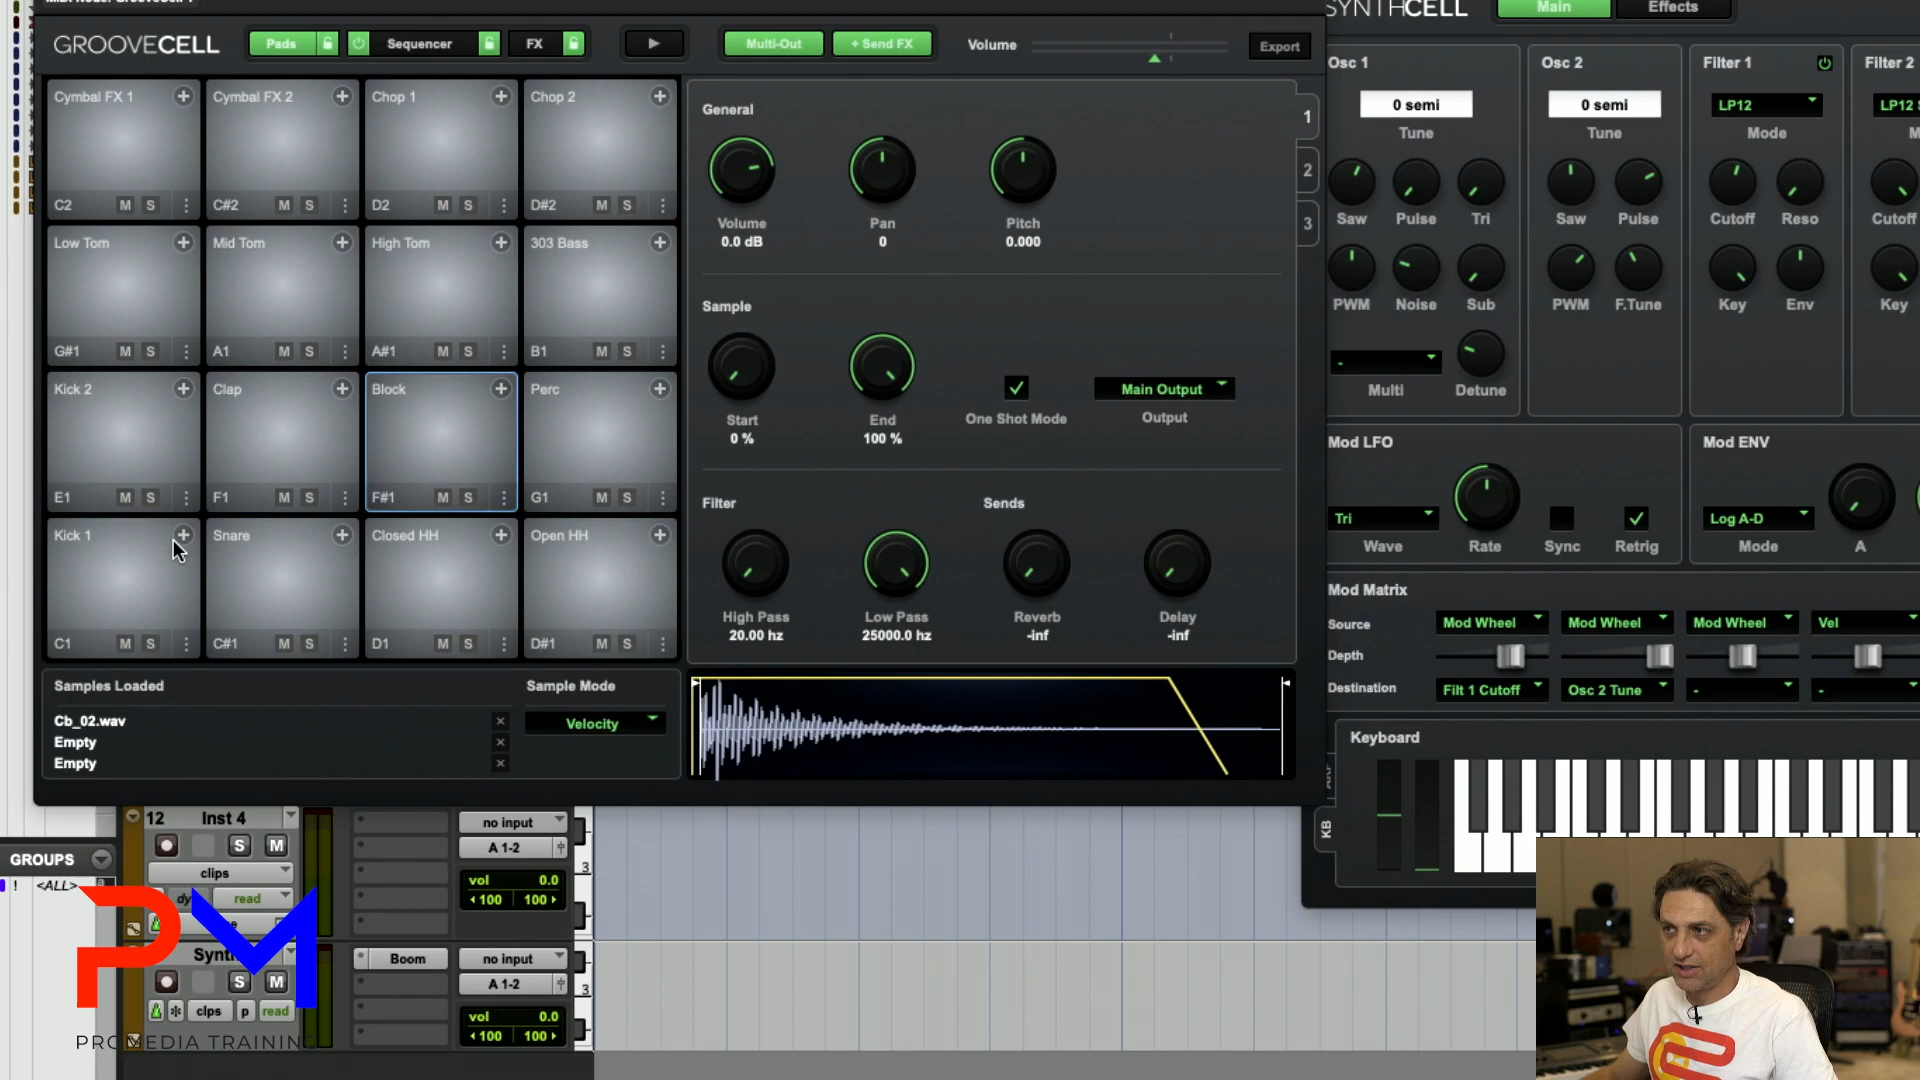 GROOVECELL
Pads
Sequencer
FX
Multi-Out
+ Send FX
Volume
Export
SYNTHCELL
Main
Effects
Cymbal FX 1
Cymbal FX 2
Chop 1
Chop 2
C2 M S
C#2 M S
D2 M S
D#2 M S
Low Tom
Mid Tom
High Tom
303 Bass
G#1 M S
A1 M S
A#1 M S
B1 M S
Kick 2
Clap
Block
Perc
E1 M S
F1 M S
F#1 M S
G1 M S
Kick 1
Snare
Closed HH
Open HH
C1 M S
C#1 M S
D1 M S
D#1 M S
Samples Loaded
Cb_02.wav
Empty
Empty
Sample Mode
Velocity
General
Volume
0.0 dB
Pan
0
Pitch
0.000
1
2
3
Sample
Start
0 %
End
100 %
One Shot Mode
Main Output
Output
Filter
Sends
High Pass
20.00 hz
Low Pass
25000.0 hz
Reverb
-inf
Delay
-inf
Osc 1
0 semi
Tune
Saw Pulse Tri
PWM Noise Sub
-
Multi
Detune
Osc 2
0 semi
Tune
Saw Pulse
PWM F.Tune
Filter 1
LP12
Mode
Cutoff Reso
Key Env
Filter 2
LP12
Cutoff
Key
Mod LFO
Tri
Wave
Rate
Sync
Retrig
Mod ENV
Log A-D
Mode
A
Mod Matrix
Source
Mod Wheel
Mod Wheel
Mod Wheel
Vel
Depth
Destination
Filt 1 Cutoff
Osc 2 Tune
-
-
Keyboard
KB
12 Inst 4
S M
clips
dy
read
no input
A 1-2
vol 0.0
100 100
3
GROUPS
! <ALL>
Synt
S M
clps p read
Boom
no input
A 1-2
vol 0.0
100 100
3
PM
PROMEDIA TRAINING